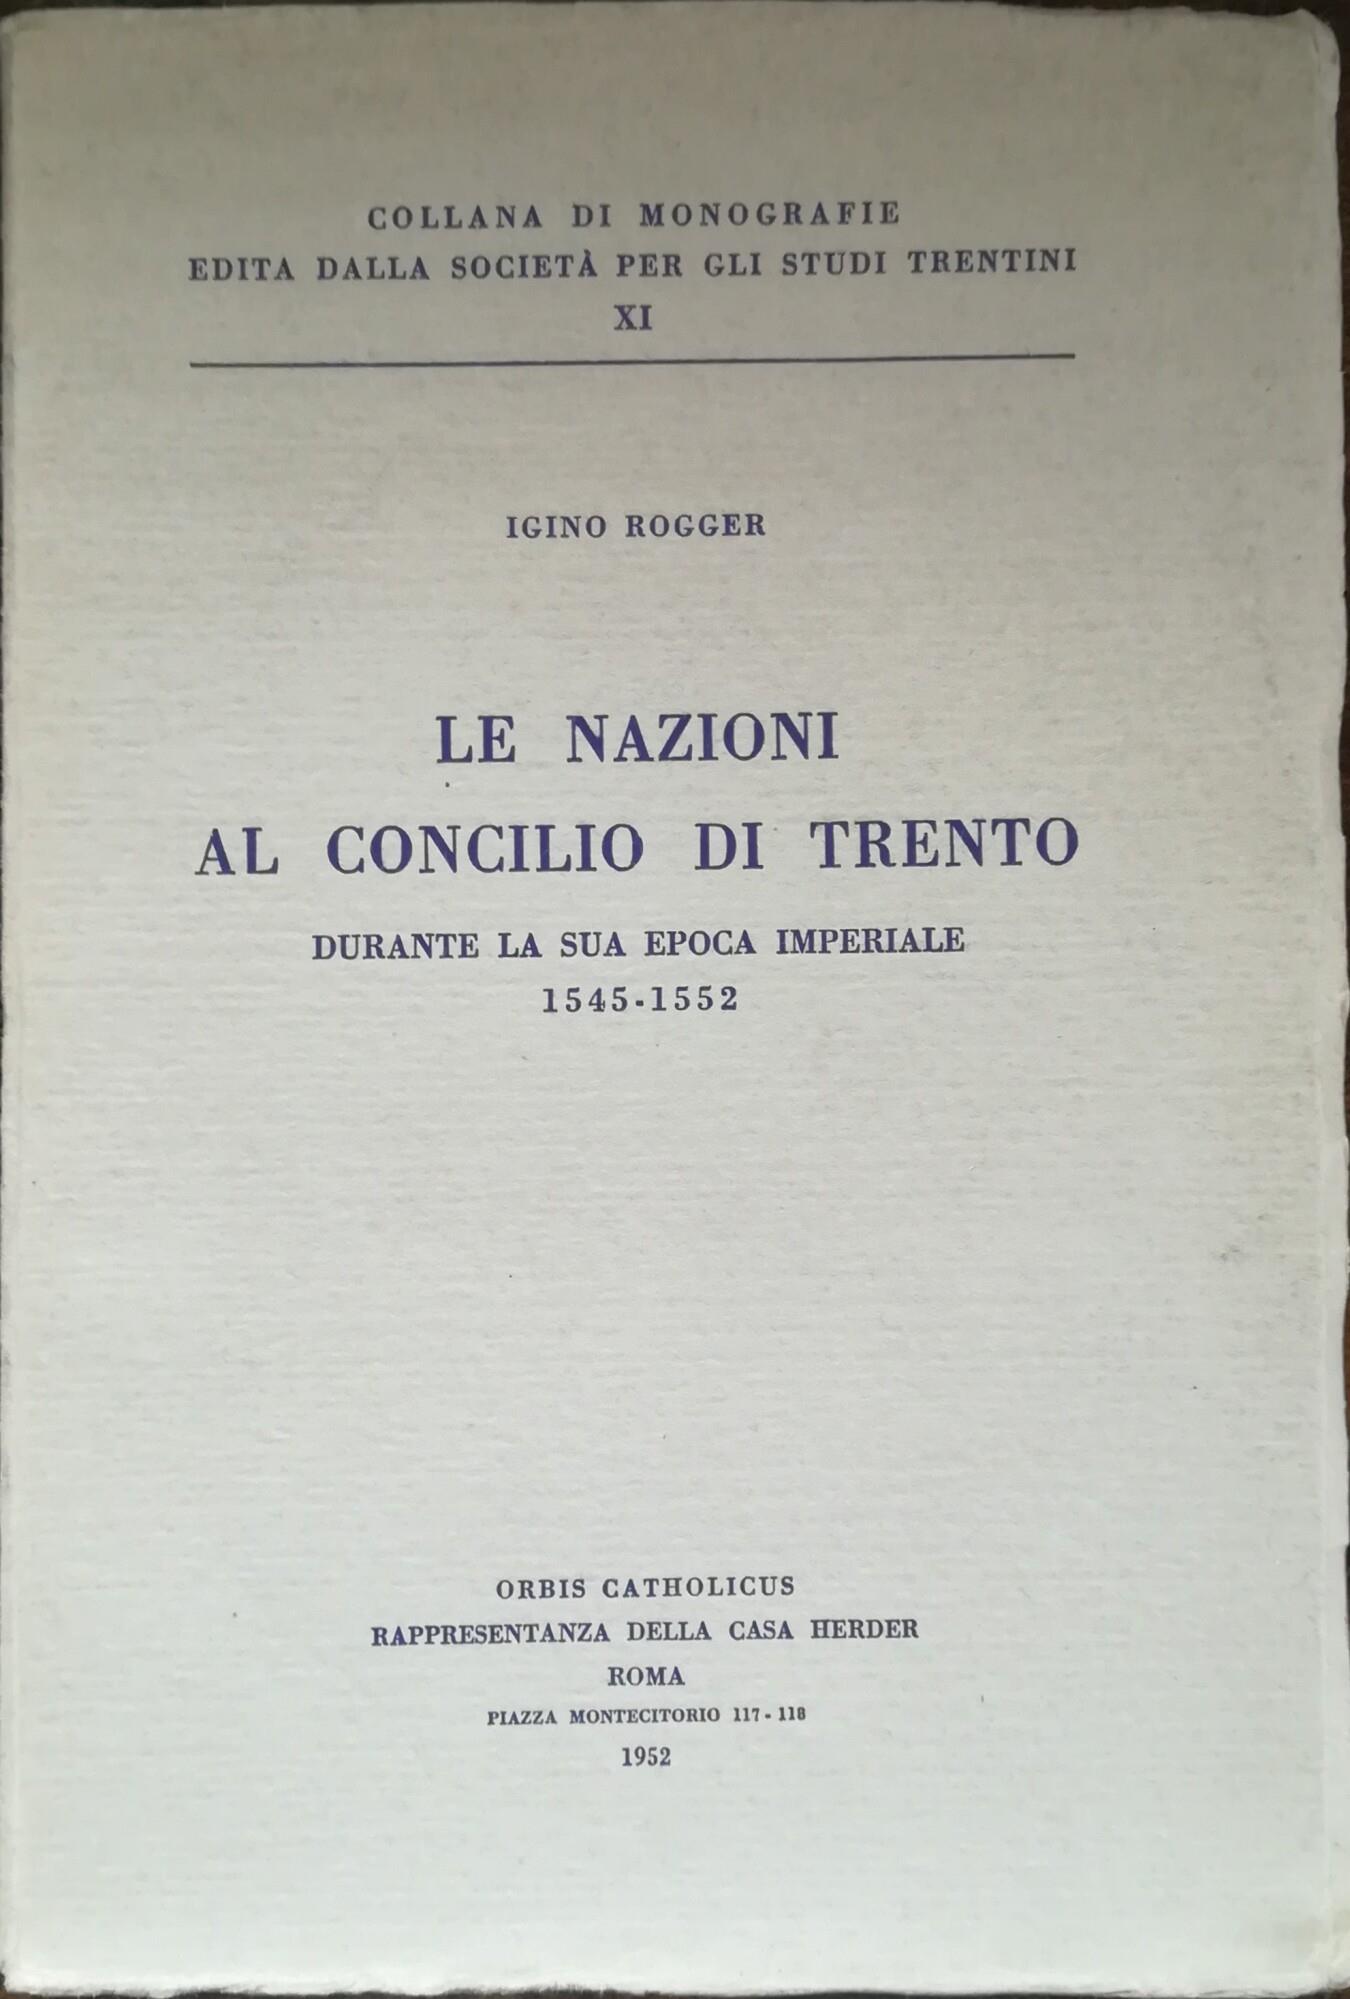 COLLANA DI MONOGRAFIE
EDITA DALLA SOCIETÀ PER GLI STUDI TRENTINI
XI
IGINO ROGGER
LE NAZIONI
AL CONCILIO DI TRENTO
DURANTE LA SUA EPOCA IMPERIALE
1545-1552
ORBIS CATHOLICUS
RAPPRESENTANZA DELLA CASA HERDER
ROMA
PIAZZA MONTECITORIO 117-118
1952